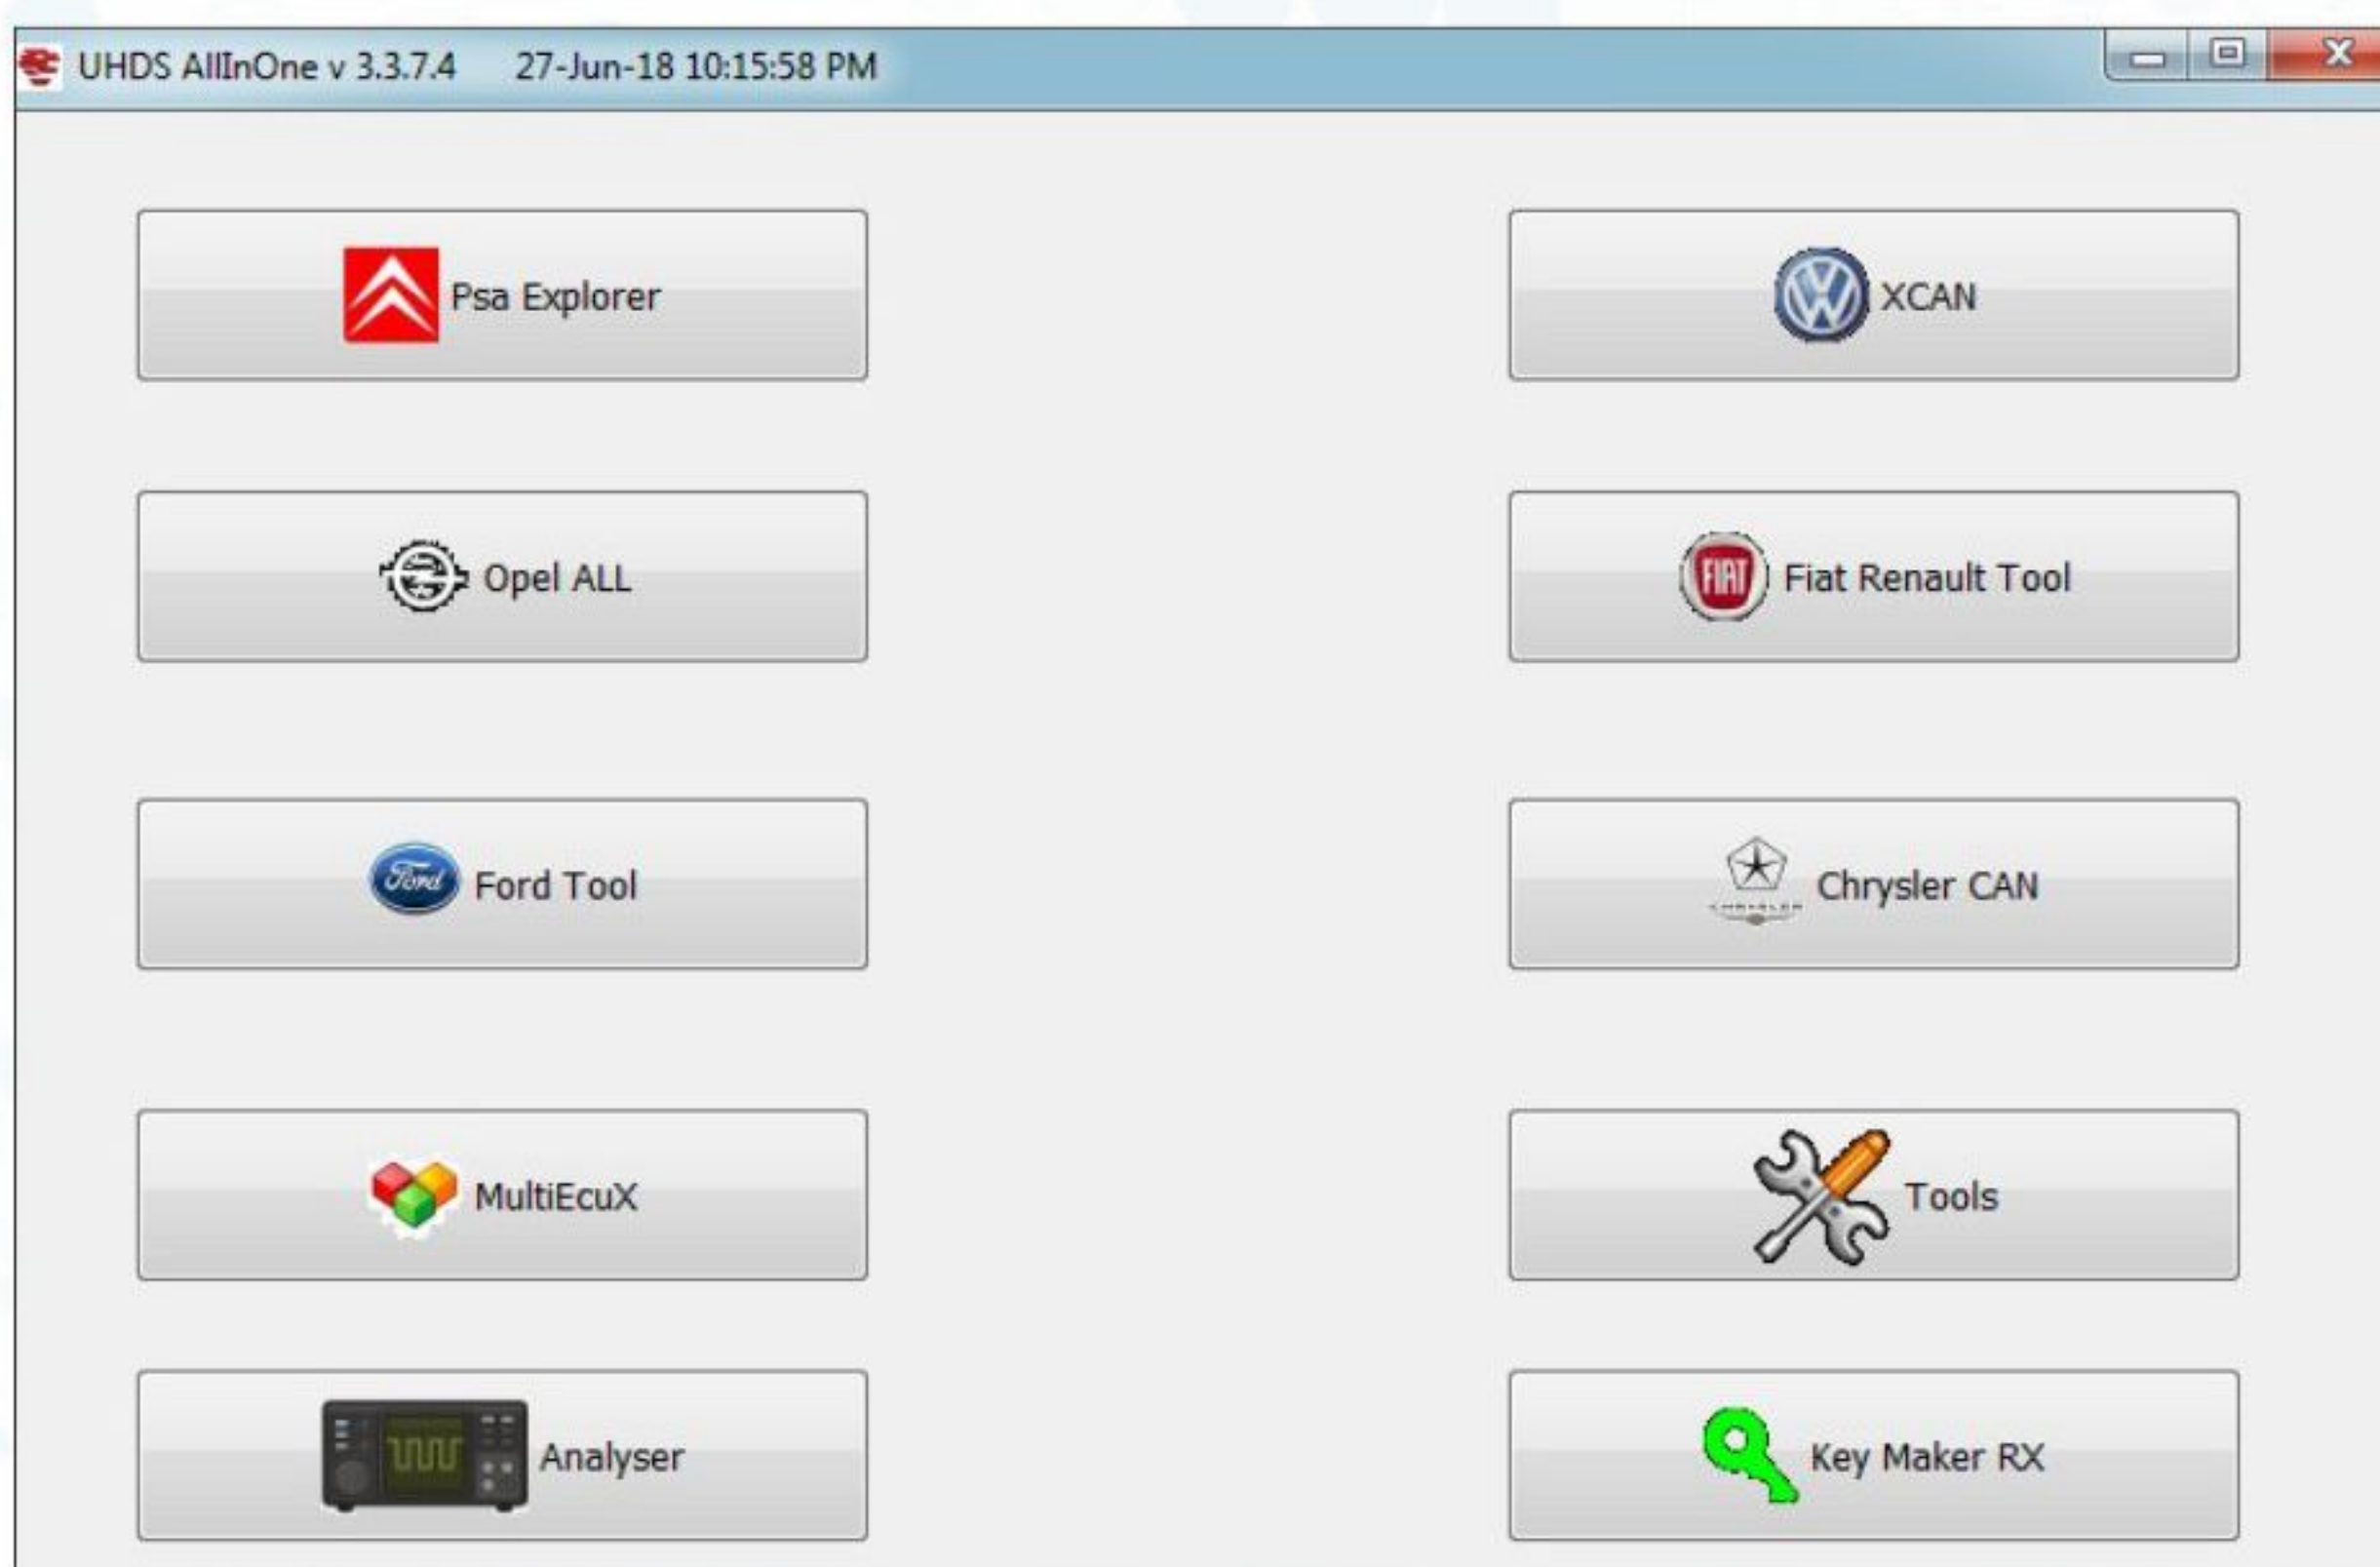 UHDS AllInOne v 3.3.7.4 27-Jun-18 10:15:58 PM
Psa Explorer
XCAN
Opel ALL
FIAT Fiat Renault Tool
Ford Ford Tool
CHRYSLER Chrysler CAN
MultiEcuX
Tools
Analyser
Key Maker RX